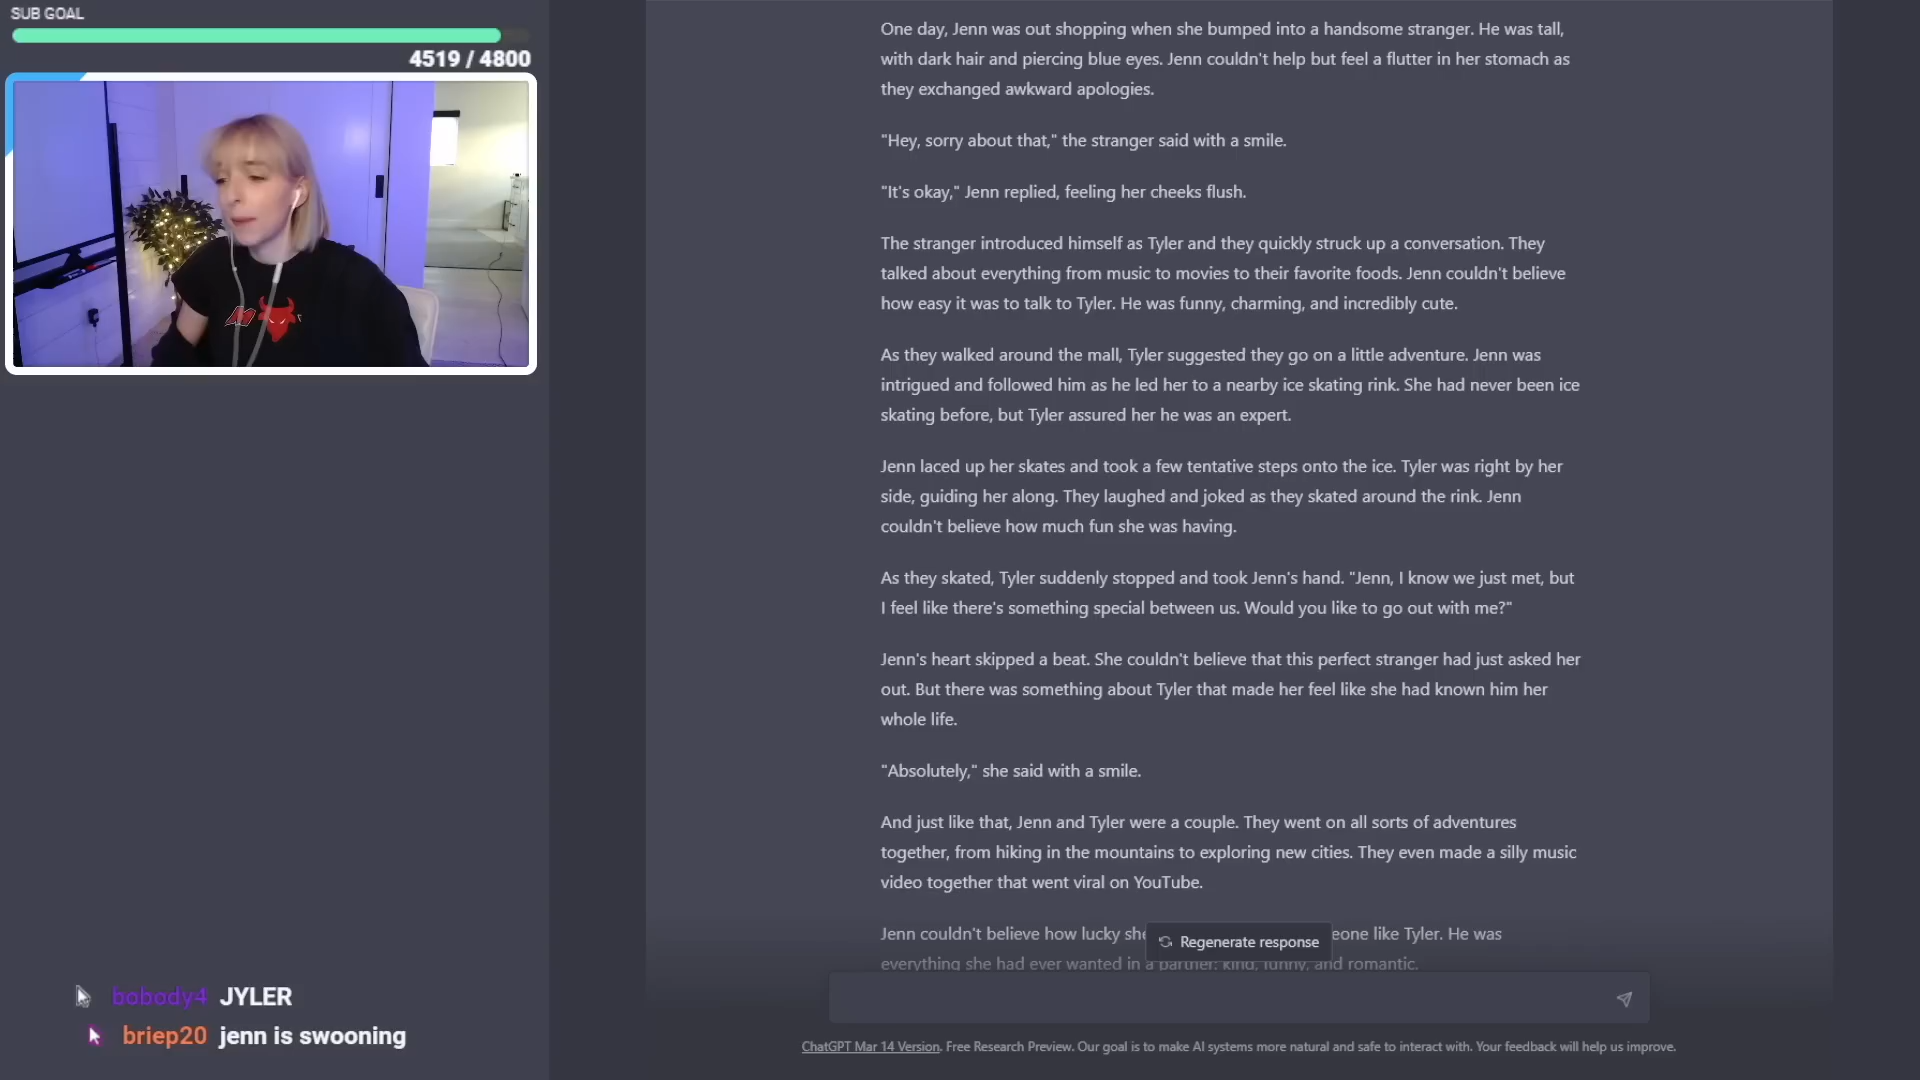 SUB GOAL
4519 / 4800
bobody4 JYLER
briep20 jenn is swooning
One day, Jenn was out shopping when she bumped into a handsome stranger. He was tall,
with dark hair and piercing blue eyes. Jenn couldn't help but feel a flutter in her stomach as
they exchanged awkward apologies.
"Hey, sorry about that," the stranger said with a smile.
"It's okay," Jenn replied, feeling her cheeks flush.
The stranger introduced himself as Tyler and they quickly struck up a conversation. They
talked about everything from music to movies to their favorite foods. Jenn couldn't believe
how easy it was to talk to Tyler. He was funny, charming, and incredibly cute.
As they walked around the mall, Tyler suggested they go on a little adventure. Jenn was
intrigued and followed him as he led her to a nearby ice skating rink. She had never been ice
skating before, but Tyler assured her he was an expert.
Jenn laced up her skates and took a few tentative steps onto the ice. Tyler was right by her
side, guiding her along. They laughed and joked as they skated around the rink. Jenn
couldn't believe how much fun she was having.
As they skated, Tyler suddenly stopped and took Jenn's hand. "Jenn, I know we just met, but
I feel like there's something special between us. Would you like to go out with me?"
Jenn's heart skipped a beat. She couldn't believe that this perfect stranger had just asked her
out. But there was something about Tyler that made her feel like she had known him her
whole life.
"Absolutely," she said with a smile.
And just like that, Jenn and Tyler were a couple. They went on all sorts of adventures
together, from hiking in the mountains to exploring new cities. They even made a silly music
video together that went viral on YouTube.
Jenn couldn't believe how lucky she eone like Tyler. He was
everything she had ever wanted in a partner: kind, funny, and romantic.
Regenerate response
ChatGPT Mar 14 Version. Free Research Preview. Our goal is to make AI systems more natural and safe to interact with. Your feedback will help us improve.